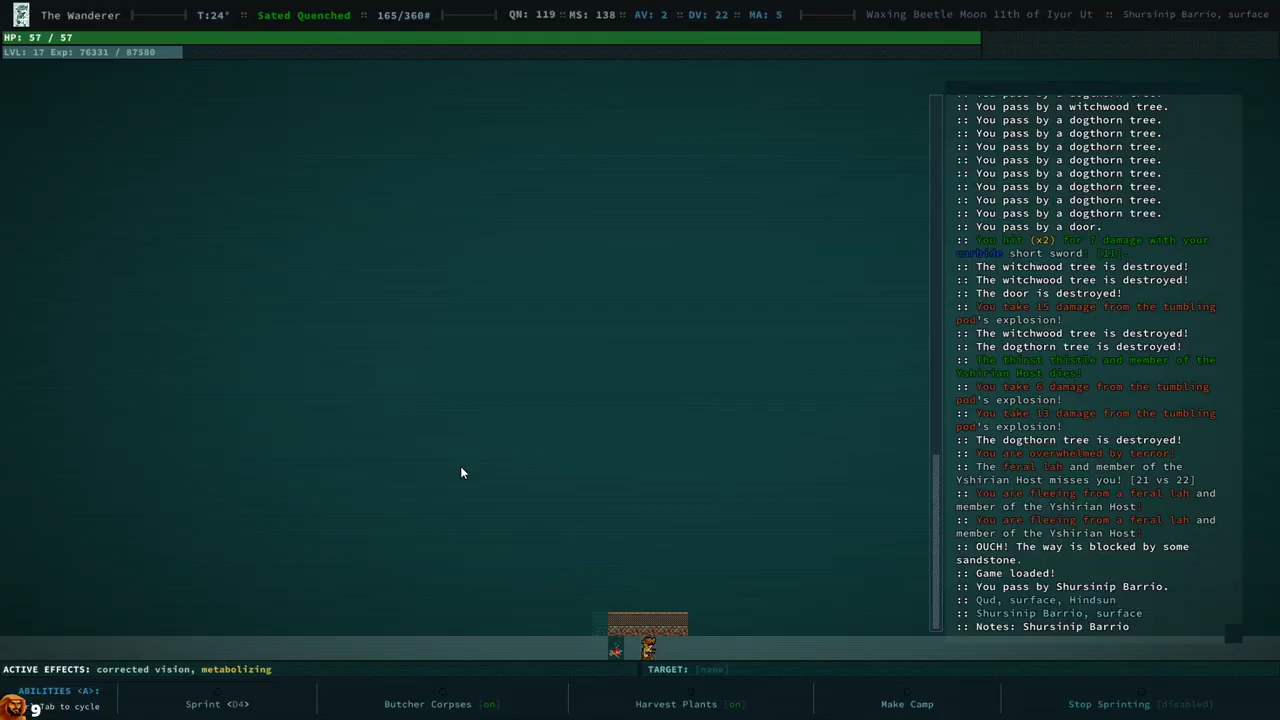 The Wanderer T:24° Sated Quenched 165/360# QN: 119 :: MS: 138 :: AV: 2 :: DV: 22 :: MA: 5 Waxing Beetle Moon 11th of Iyur Ut :: Shursinip Barrio, surface
HP: 57 / 57
LVL: 17 Exp: 76331 / 87580
:: You pass by a dogthorn tree.
:: You pass by a witchwood tree.
:: You pass by a dogthorn tree.
:: You pass by a dogthorn tree.
:: You pass by a dogthorn tree.
:: You pass by a dogthorn tree.
:: You pass by a dogthorn tree.
:: You pass by a dogthorn tree.
:: You pass by a dogthorn tree.
:: You pass by a dogthorn tree.
:: You pass by a door.
:: You hit (x2) for 7 damage with your
carbide short sword! [11]
:: The witchwood tree is destroyed!
:: The witchwood tree is destroyed!
:: The door is destroyed!
:: You take 15 damage from the tumbling
pod's explosion!
:: The witchwood tree is destroyed!
:: The dogthorn tree is destroyed!
:: The thirst thistle and member of the
Yshirian Host dies!
:: You take 6 damage from the tumbling
pod's explosion!
:: You take 13 damage from the tumbling
pod's explosion!
:: The dogthorn tree is destroyed!
:: You are overwhelmed by terror!
:: The feral lah and member of the
Yshirian Host misses you! [21 vs 22]
:: You are fleeing from a feral lah and
member of the Yshirian Host!
:: You are fleeing from a feral lah and
member of the Yshirian Host!
:: OUCH! The way is blocked by some
sandstone.
:: Game loaded!
:: You pass by Shursinip Barrio.
:: Qud, surface, Hindsun
:: Shursinip Barrio, surface
:: Notes: Shursinip Barrio
ACTIVE EFFECTS: corrected vision, metabolizing TARGET: [none]
ABILITIES <A>:
Tab to cycle Sprint <D4> Butcher Corpses [on] Harvest Plants [on] Make Camp Stop Sprinting [disabled]
9